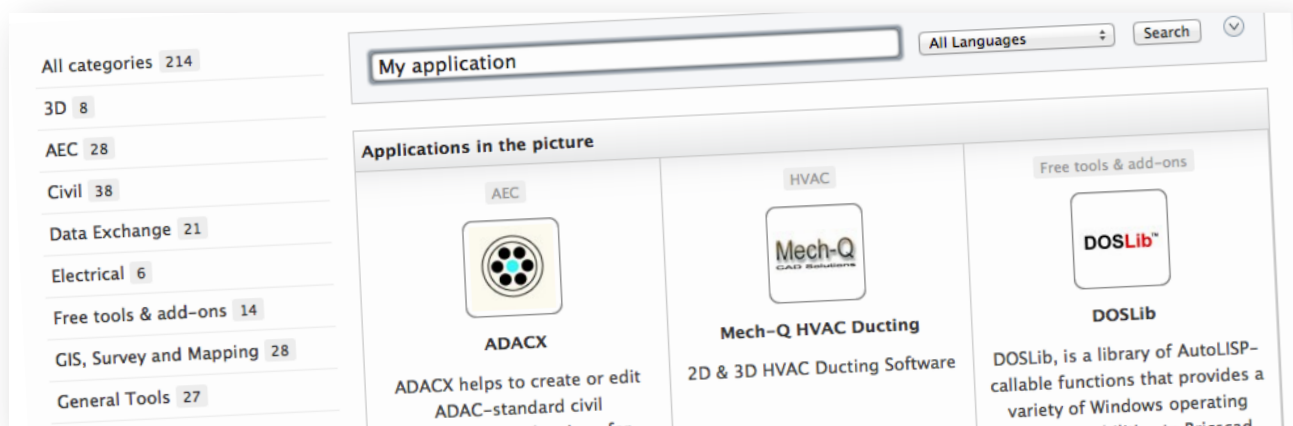 All categories 214
3D 8
AEC 28
Civil 38
Data Exchange 21
Electrical 6
Free tools & add-ons 14
GIS, Survey and Mapping 28
General Tools 27
My application
All Languages
Search
Applications in the picture
AEC
ADACX
ADACX helps to create or edit
ADAC-standard civil
HVAC
Mech-Q
CAD Solutions
Mech-Q HVAC Ducting
2D & 3D HVAC Ducting Software
Free tools & add-ons
DOSLib™
DOSLib
DOSLib, is a library of AutoLISP-
callable functions that provides a
variety of Windows operating